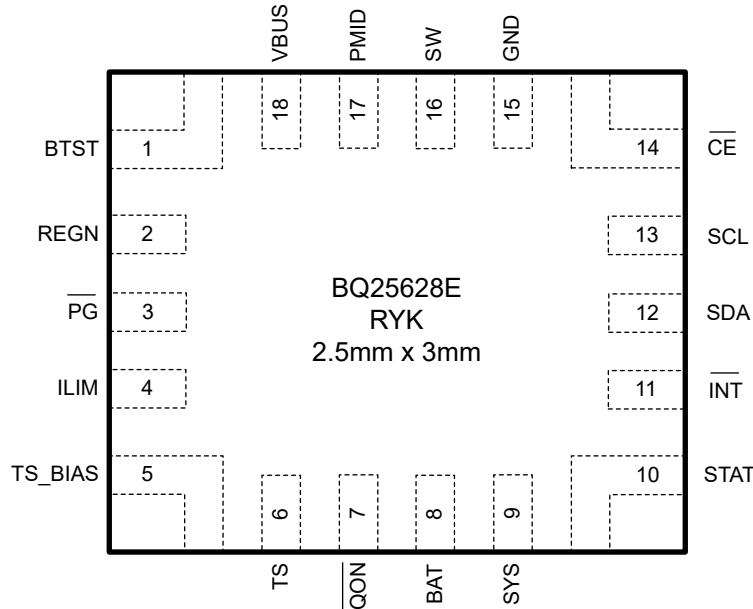 VBUS
PMID
SW
GND
18
17
16
15
BTST 1
14 CE
REGN 2
13 SCL
PG 3
12 SDA
ILIM 4
11 INT
TS_BIAS 5
10 STAT
BQ25628E
RYK
2.5mm x 3mm
6
7
8
9
TS
QON
BAT
SYS